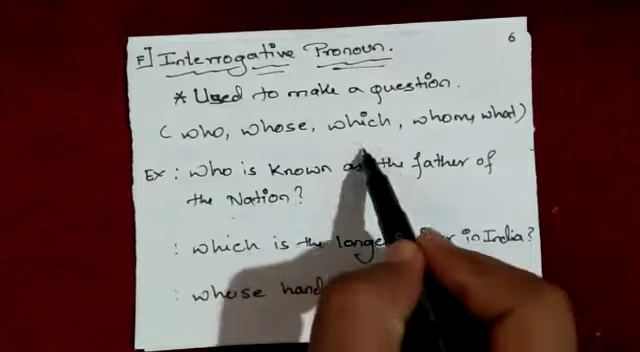 6
F] Interrogative Pronoun.
* Used to make a question.
( who, whose, which, whom, what)
Ex : who is known as the father of
the Nation?
: which is the in India?
: whose